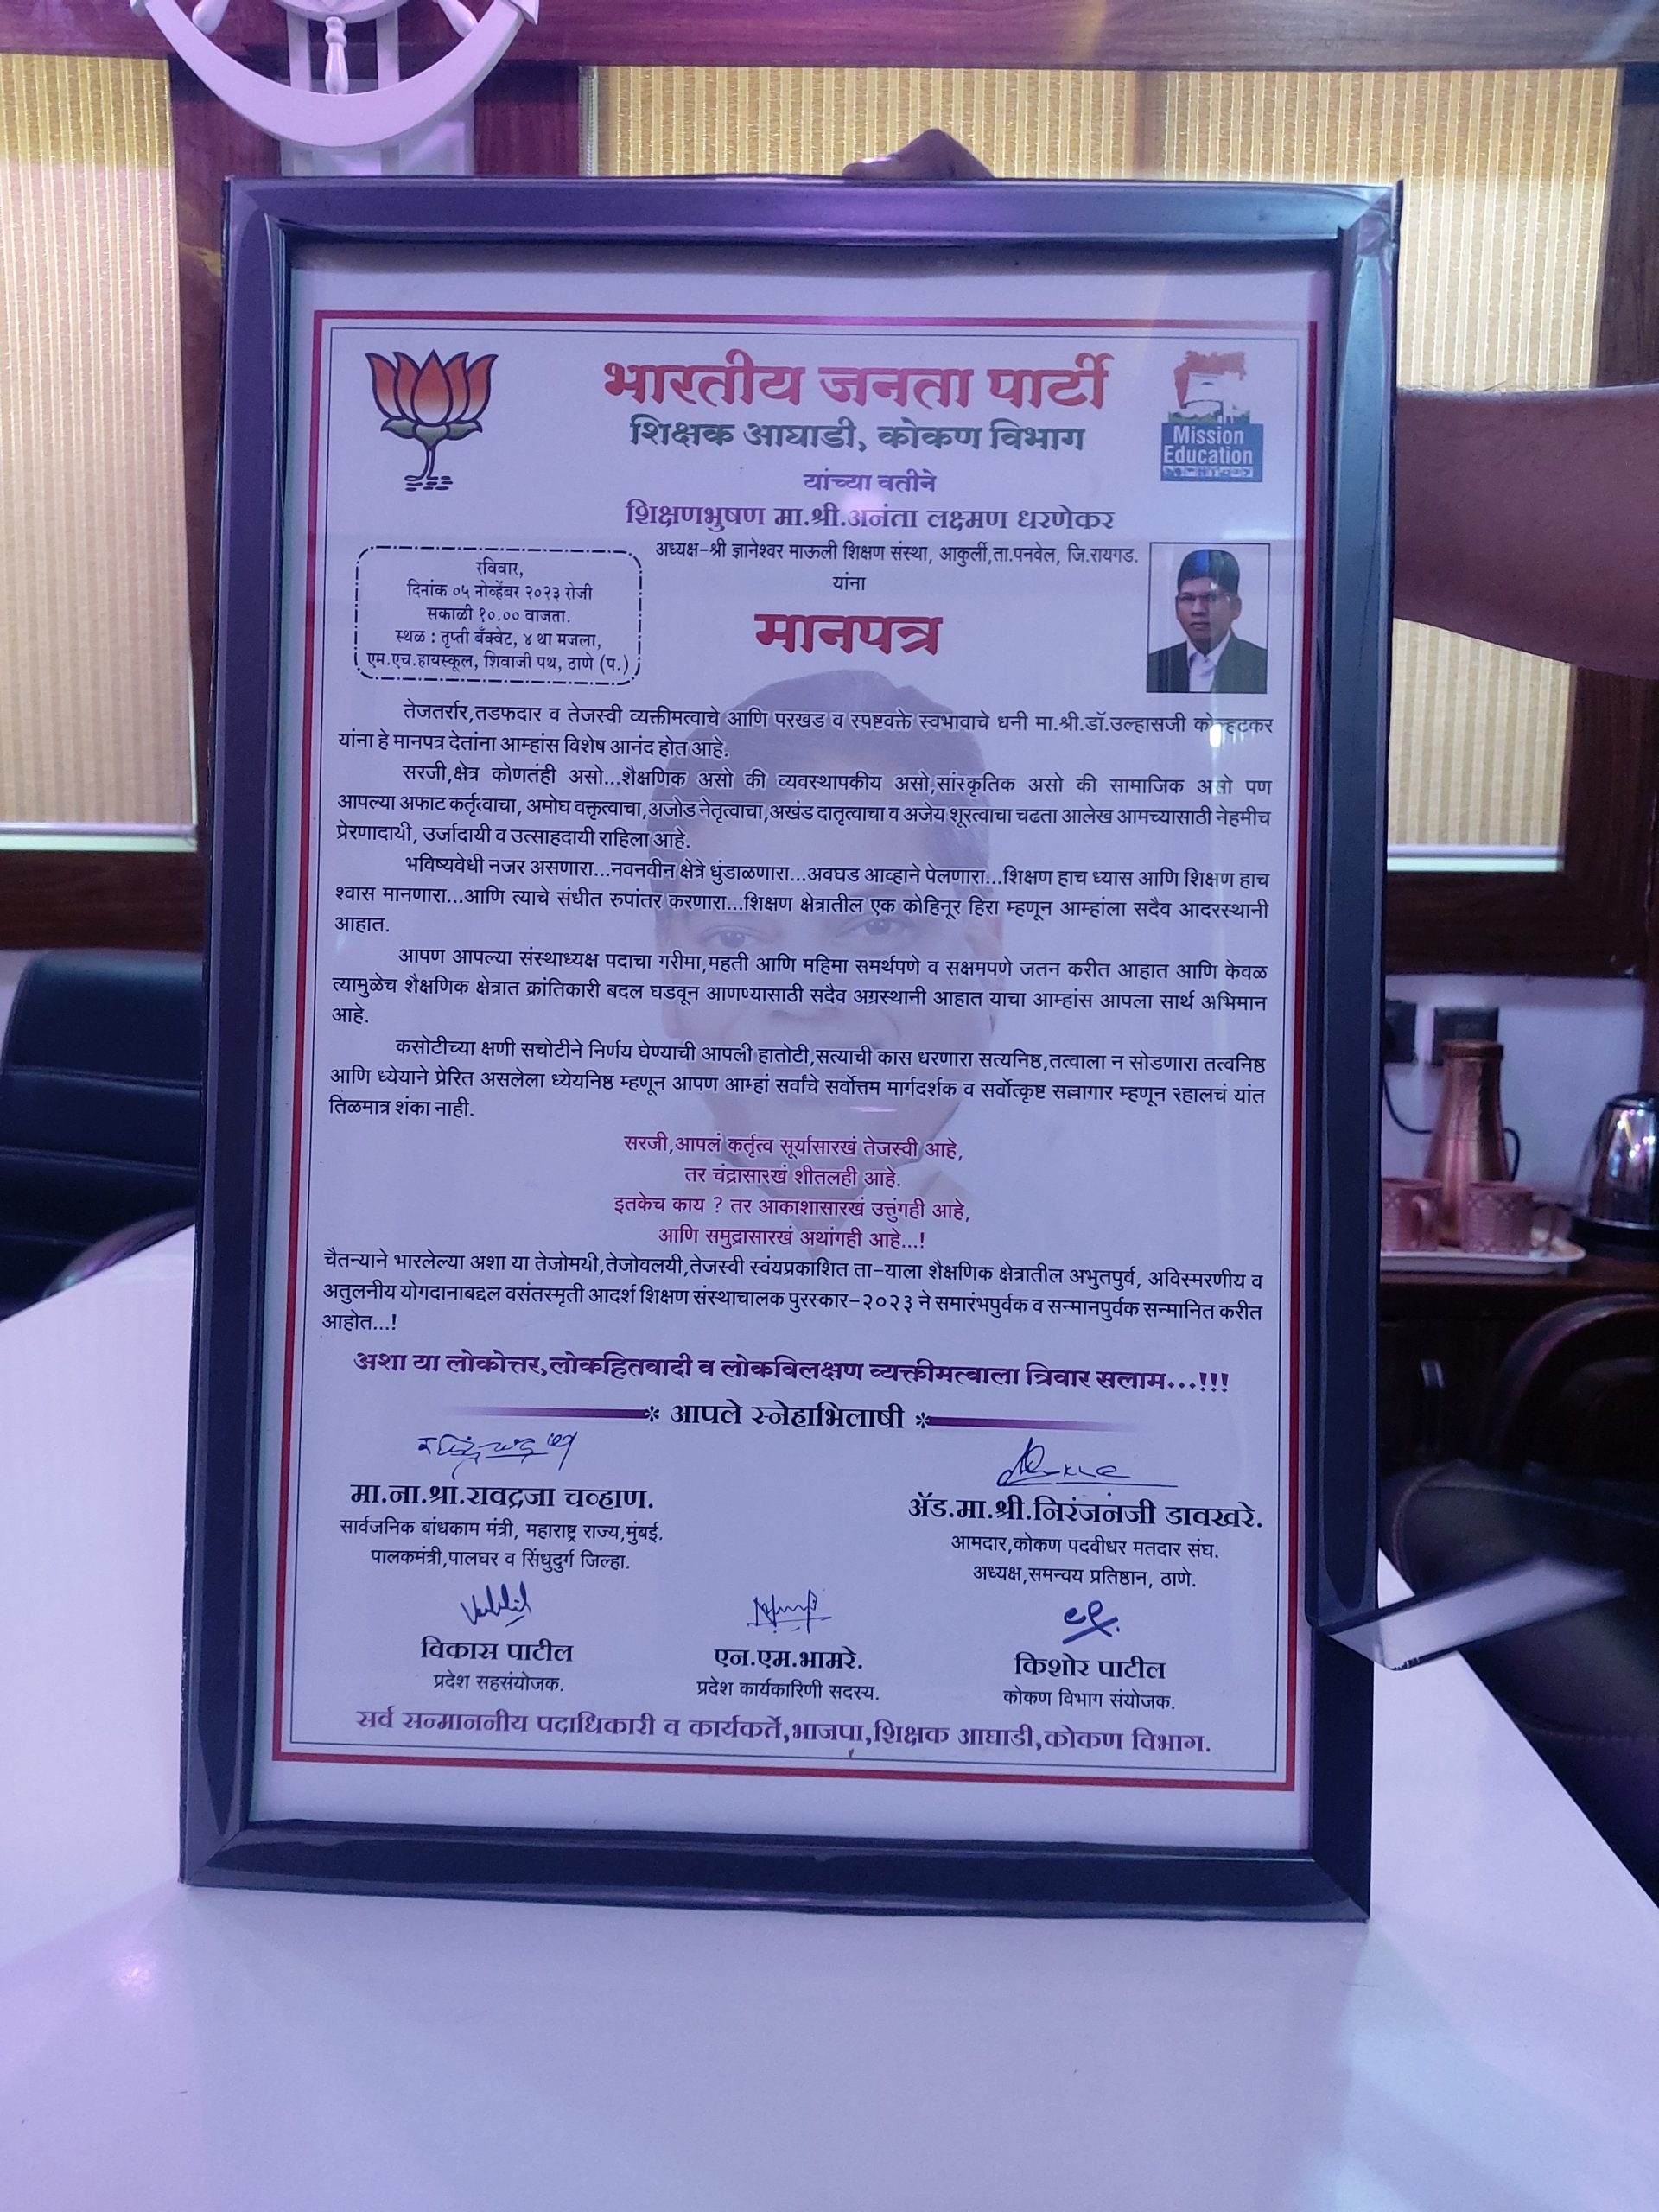 भारतीय जनता पार्टी
शिक्षक आघाडी, कोकण विभाग
Mission
Education
यांच्या वतीने
शिक्षणभुषण मा.श्री.अनंता लक्ष्मण धरणेकर
अध्यक्ष-श्री ज्ञानेश्वर माऊली शिक्षण संस्था, आकुर्ली,ता.पनवेल, जि.रायगड.
यांना
मानपत्र
रविवार,
दिनांक ०५ नोव्हेंबर २०२३ रोजी
सकाळी १०.०० वाजता.
स्थळ : तृप्ती बँक्वेट, ४ था मजला,
एम.एच.हायस्कूल, शिवाजी पथ, ठाणे (प.)
तेजतर्रार,तडफदार व तेजस्वी व्यक्तीमत्वाचे आणि परखड व स्पष्टवक्ते स्वभावाचे धनी मा.श्री.डॉ.उल्हासजी कोल्हटकर
यांना हे मानपत्र देतांना आम्हांस विशेष आनंद होत आहे.
सरजी,क्षेत्र कोणतंही असो...शैक्षणिक असो की व्यवस्थापकीय असो,सांस्कृतिक असो की सामाजिक असो पण
आपल्या अफाट कर्तृत्वाचा, अमोघ वक्तृत्वाचा,अजोड नेतृत्वाचा,अखंड दातृत्वाचा व अजेय शूरत्वाचा चढता आलेख आमच्यासाठी नेहमीच
प्रेरणादायी, उर्जादायी व उत्साहदायी राहिला आहे.
भविष्यवेधी नजर असणारा...नवनवीन क्षेत्रे धुंडाळणारा...अवघड आव्हाने पेलणारा...शिक्षण हाच ध्यास आणि शिक्षण हाच
श्वास मानणारा...आणि त्याचे संधीत रुपांतर करणारा...शिक्षण क्षेत्रातील एक कोहिनूर हिरा म्हणून आम्हांला सदैव आदरस्थानी
आहात.
आपण आपल्या संस्थाध्यक्ष पदाचा गरीमा,महती आणि महिमा समर्थपणे व सक्षमपणे जतन करीत आहात आणि केवळ
त्यामुळेच शैक्षणिक क्षेत्रात क्रांतिकारी बदल घडवून आणण्यासाठी सदैव अग्रस्थानी आहात याचा आम्हांस आपला सार्थ अभिमान
आहे.
कसोटीच्या क्षणी सचोटीने निर्णय घेण्याची आपली हातोटी,सत्याची कास धरणारा सत्यनिष्ठ,तत्वाला न सोडणारा तत्वनिष्ठ
आणि ध्येयाने प्रेरित असलेला ध्येयनिष्ठ म्हणून आपण आम्हां सर्वांचे सर्वोत्तम मार्गदर्शक व सर्वोत्कृष्ट सल्लागार म्हणून रहालचं यांत
तिळमात्र शंका नाही.
सरजी,आपलं कर्तृत्व सूर्यासारखं तेजस्वी आहे,
तर चंद्रासारखं शीतलही आहे.
इतकेच काय ? तर आकाशासारखं उत्तुंगही आहे,
आणि समुद्रासारखं अथांगही आहे...!
चैतन्याने भारलेल्या अशा या तेजोमयी,तेजोवलयी,तेजस्वी स्वंयप्रकाशित ता-याला शैक्षणिक क्षेत्रातील अभुतपुर्व, अविस्मरणीय व
अतुलनीय योगदानाबद्दल वसंतस्मृती आदर्श शिक्षण संस्थाचालक पुरस्कार-२०२३ ने समारंभपुर्वक व सन्मानपुर्वक सन्मानित करीत
आहोत...!
अशा या लोकोत्तर,लोकहितवादी व लोकविलक्षण व्यक्तीमत्वाला त्रिवार सलाम...!!!
* आपले स्नेहाभिलाषी *
मा.ना.श्री.रविंद्रजी चव्हाण.
सार्वजनिक बांधकाम मंत्री, महाराष्ट्र राज्य,मुंबई.
पालकमंत्री,पालघर व सिंधुदुर्ग जिल्हा.
ॲड.मा.श्री.निरंजनजी डावखरे.
आमदार,कोकण पदवीधर मतदार संघ.
अध्यक्ष,समन्वय प्रतिष्ठान, ठाणे.
विकास पाटील
प्रदेश सहसंयोजक.
एन.एम.भामरे.
प्रदेश कार्यकारिणी सदस्य.
किशोर पाटील
कोकण विभाग संयोजक.
सर्व सन्माननीय पदाधिकारी व कार्यकर्ते,भाजपा,शिक्षक आघाडी,कोकण विभाग.